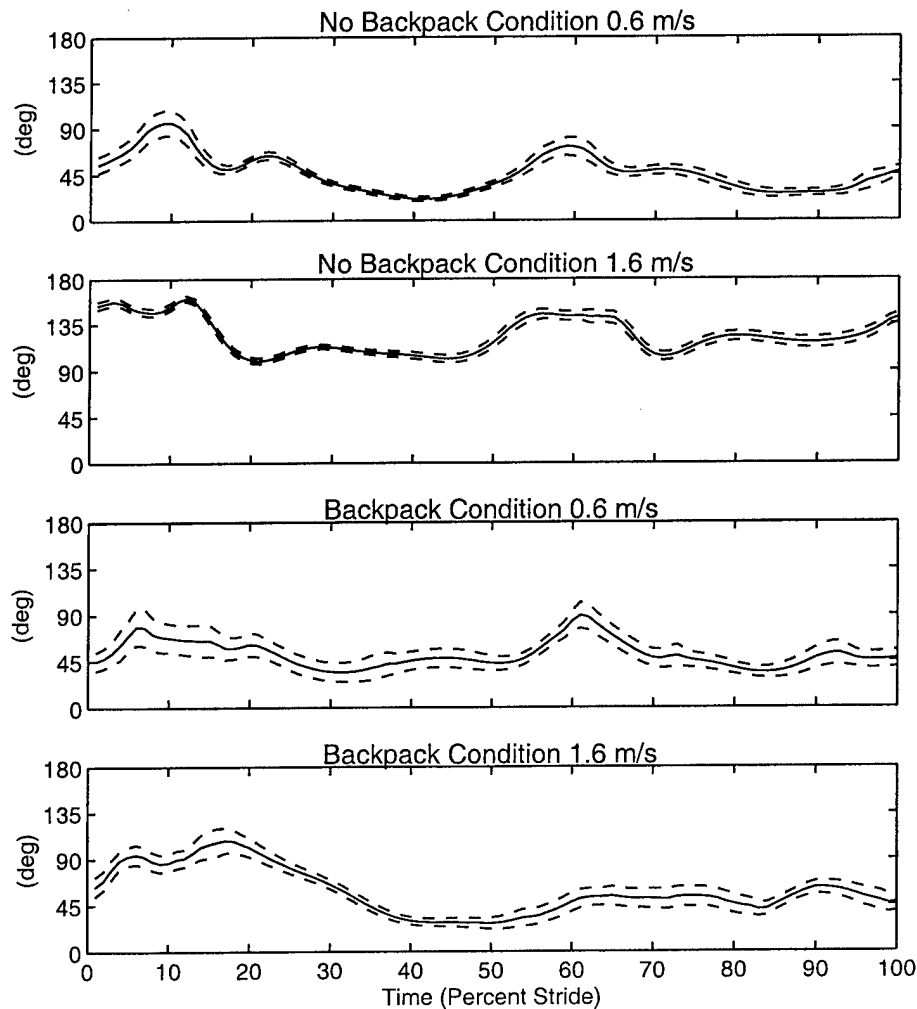 No Backpack Condition 0.6 m/s
180
135
90
45
0
(deg)
No Backpack Condition 1.6 m/s
180
135
90
45
0
(deg)
Backpack Condition 0.6 m/s
180
135
90
45
0
(deg)
Backpack Condition 1.6 m/s
180
135
90
45
0
(deg)
0 10 20 30 40 50 60 70 80 90 100
Time (Percent Stride)